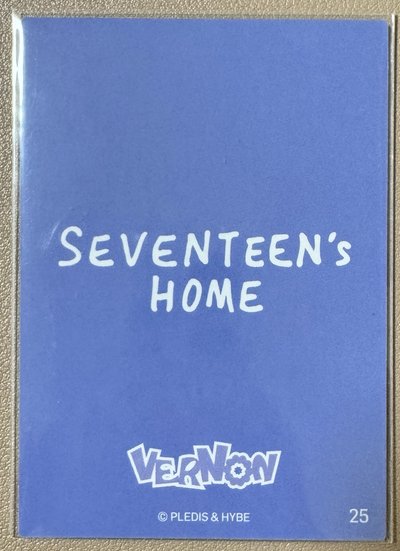 SEVENTEEN's
HOME
VERNON
© PLEDIS & HYBE
25